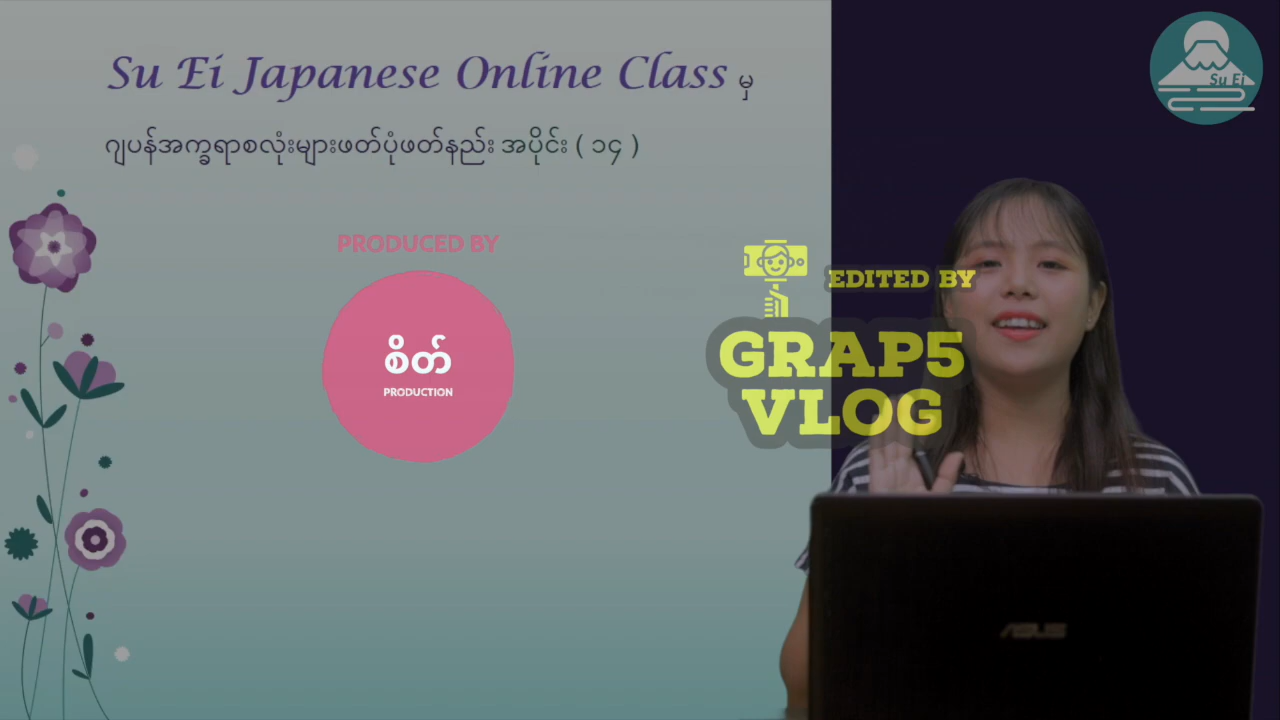 Su Ei Japanese Online Class မှ
ဂျပန်အက္ခရာစလုံးများဖတ်ပုံဖတ်နည်း အပိုင်း ( ၁၄ )
Su Ei
PRODUCED BY
စိတ်
PRODUCTION
EDITED BY
GRAP5
VLOG
ASUS